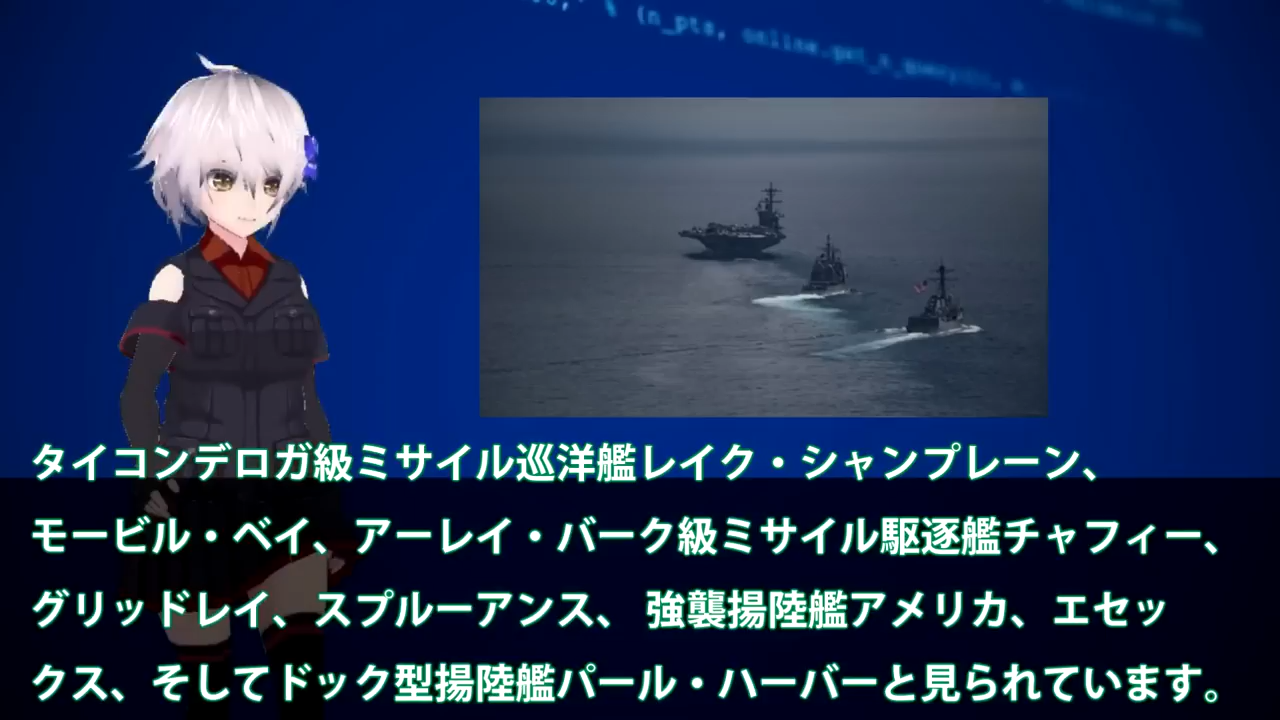 (n_pts, online.get_n_queries, n
タイコンデロガ級ミサイル巡洋艦レイク・シャンプレーン、
モービル・ベイ、アーレイ・バーク級ミサイル駆逐艦チャフィー、
グリッドレイ、スプルーアンス、 強襲揚陸艦アメリカ、エセッ
クス、そしてドック型揚陸艦パール・ハーバーと見られています。